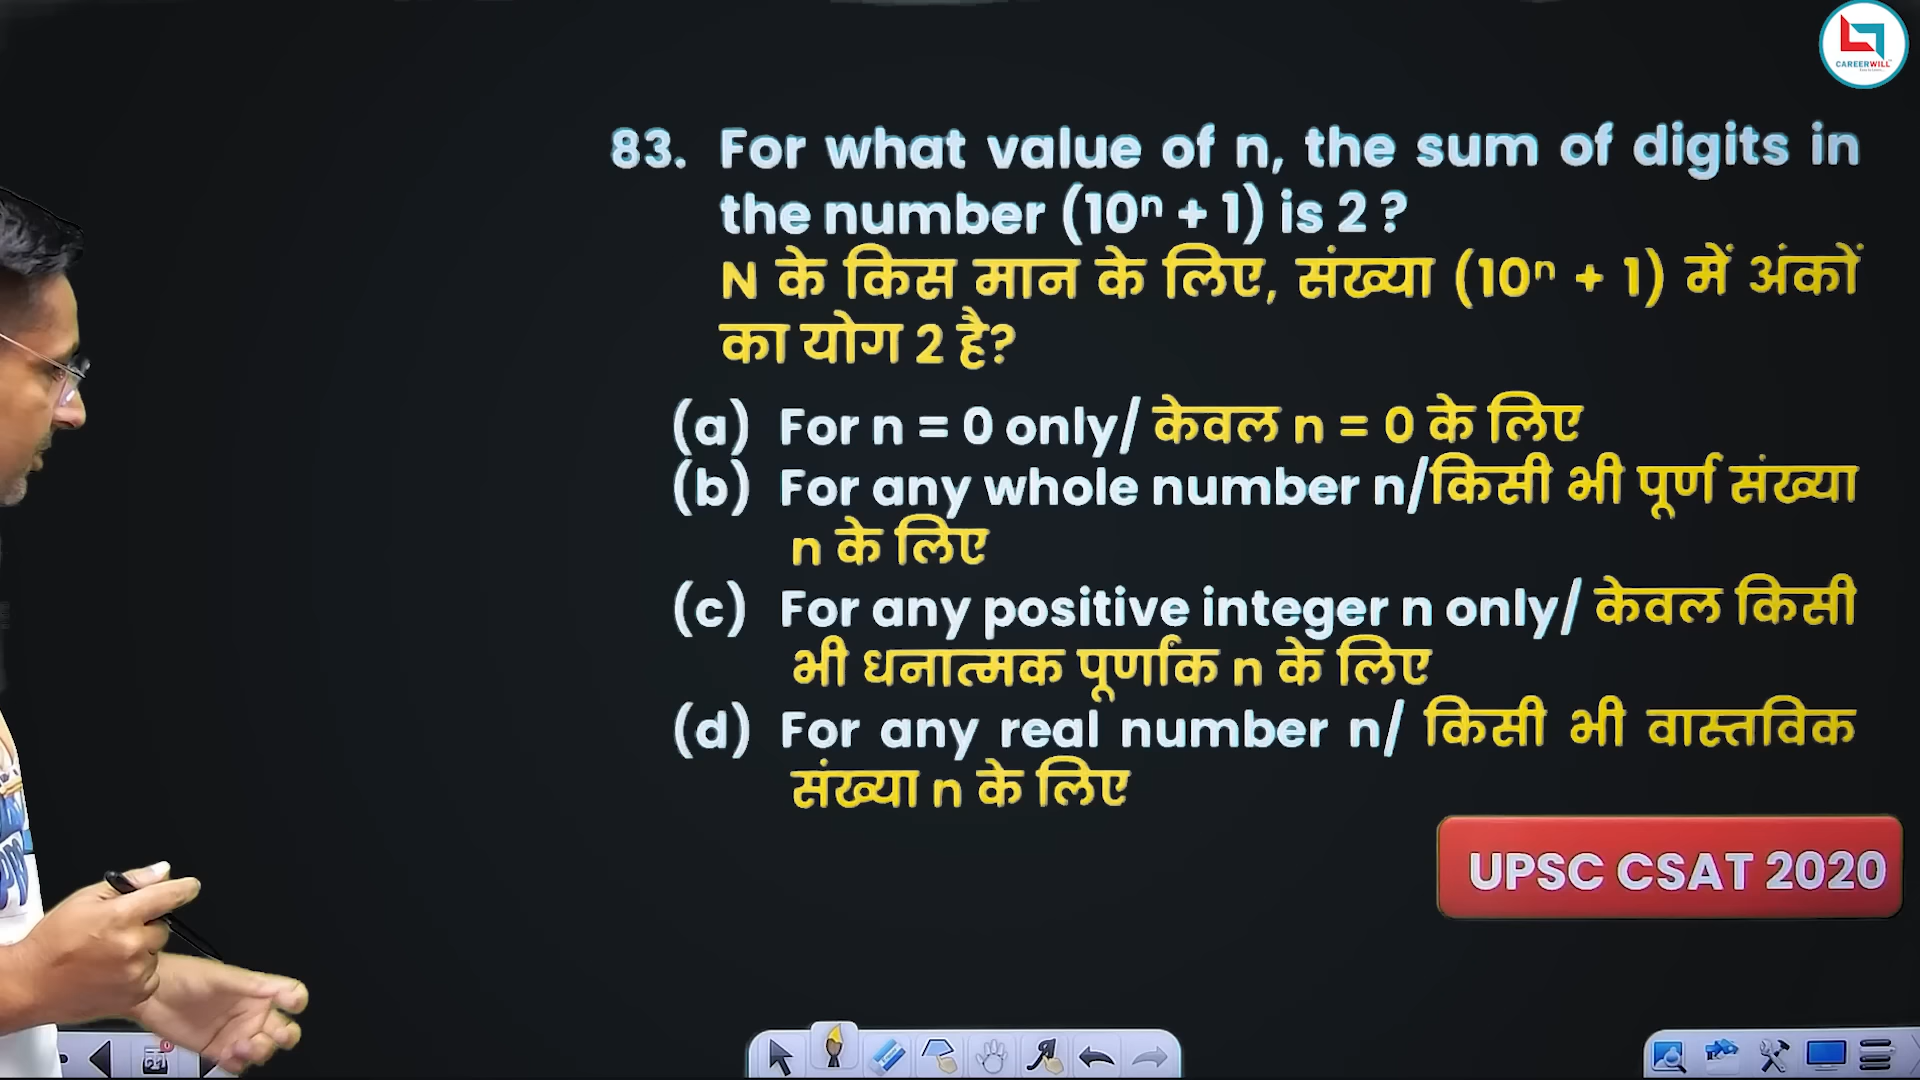 CAREERWILL
83. For what value of n, the sum of digits in
the number (10ⁿ + 1) is 2 ?
N के किस मान के लिए, संख्या (10ⁿ + 1) में अंकों
का योग 2 है?
(a) For n = 0 only/ केवल n = 0 के लिए
(b) For any whole number n/किसी भी पूर्ण संख्या
n के लिए
(c) For any positive integer n only/ केवल किसी
भी धनात्मक पूर्णांक n के लिए
(d) For any real number n/ किसी भी वास्तविक
संख्या n के लिए
UPSC CSAT 2020